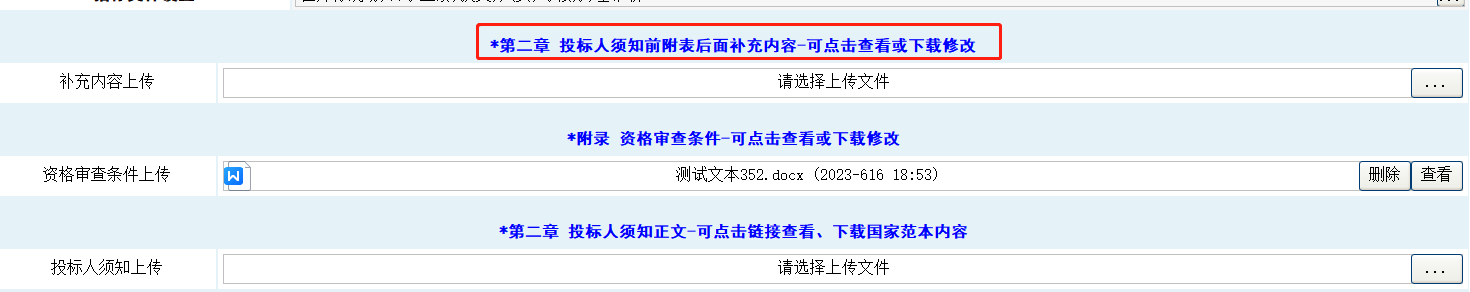 *第二章 投标人须知前附表后面补充内容-可点击查看或下载修改
补充内容上传 请选择上传文件 ...
*附录 资格审查条件-可点击查看或下载修改
资格审查条件上传 测试文本352.docx (2023-616 18:53) 删除 查看
*第二章 投标人须知正文-可点击链接查看、下载国家范本内容
投标人须知上传 请选择上传文件 ...